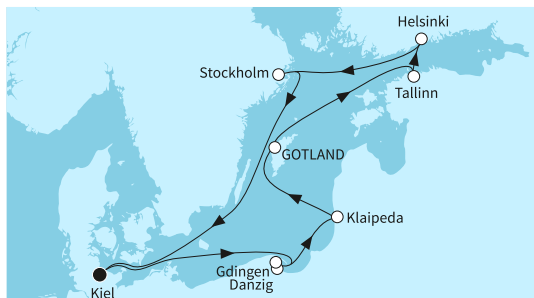 Helsinki
Stockholm
Tallinn
GOTLAND
Klaipeda
Gdingen
Danzig
Kiel